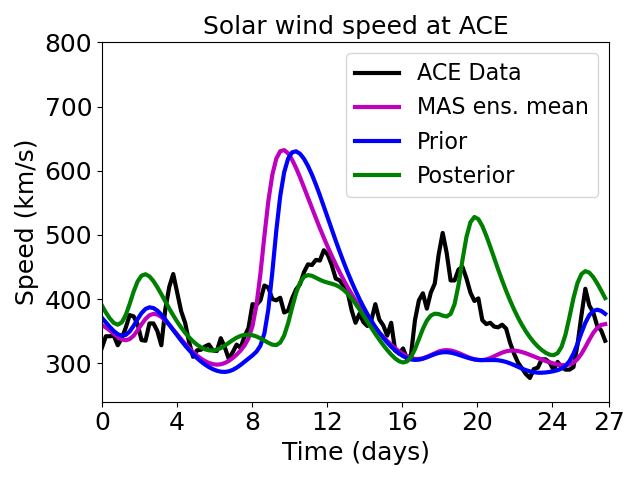 Solar wind speed at ACE
800
700
600
500
400
300
Speed (km/s)
ACE Data
MAS ens. mean
Prior
Posterior
0 4 8 12 16 20 24 27
Time (days)